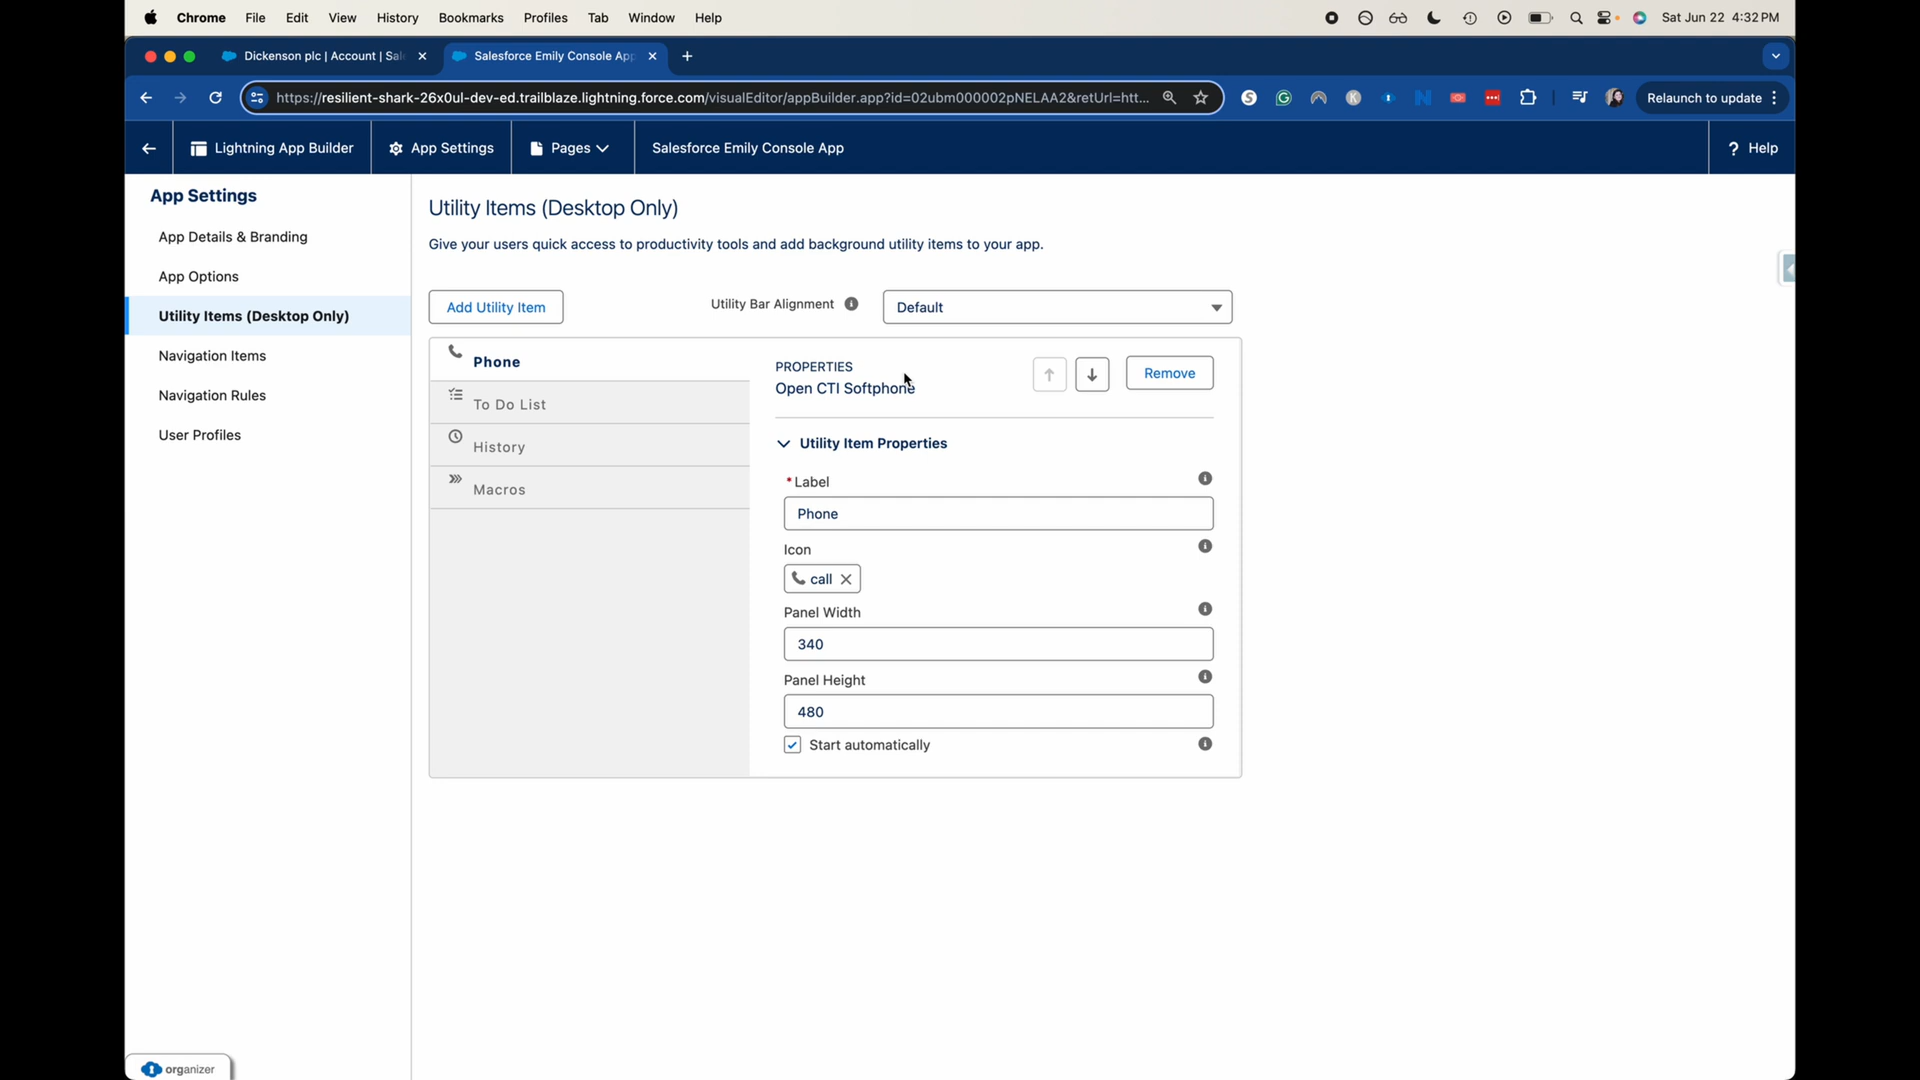 Chrome File Edit View History Bookmarks Profiles Tab Window Help Sat Jun 22 4:32 PM
Dickenson plc | Account | Sal Salesforce Emily Console App
https://resilient-shark-26x0ul-dev-ed.trailblaze.lightning.force.com/visualEditor/appBuilder.app?id=02ubm000002pNELAA2&retUrl=htt... Relaunch to update
Lightning App Builder App Settings Pages Salesforce Emily Console App ? Help
App Settings
App Details & Branding
App Options
Utility Items (Desktop Only)
Navigation Items
Navigation Rules
User Profiles
Utility Items (Desktop Only)
Give your users quick access to productivity tools and add background utility items to your app.
Add Utility Item Utility Bar Alignment Default
Phone
To Do List
History
Macros
PROPERTIES
Open CTI Softphone
Remove
Utility Item Properties
* Label
Phone
Icon
call
Panel Width
340
Panel Height
480
Start automatically
organizer